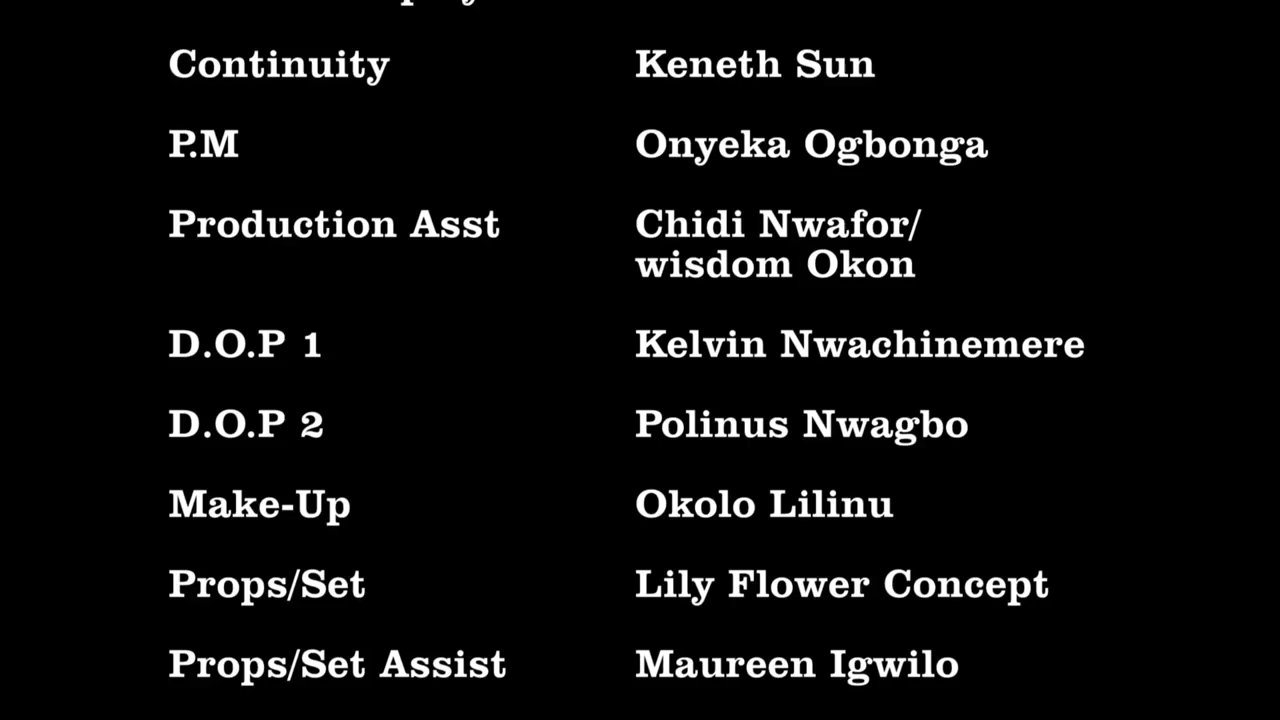 Continuity Keneth Sun
P.M Onyeka Ogbonga
Production Asst Chidi Nwafor/
wisdom Okon
D.O.P 1 Kelvin Nwachinemere
D.O.P 2 Polinus Nwagbo
Make-Up Okolo Lilinu
Props/Set Lily Flower Concept
Props/Set Assist Maureen Igwilo